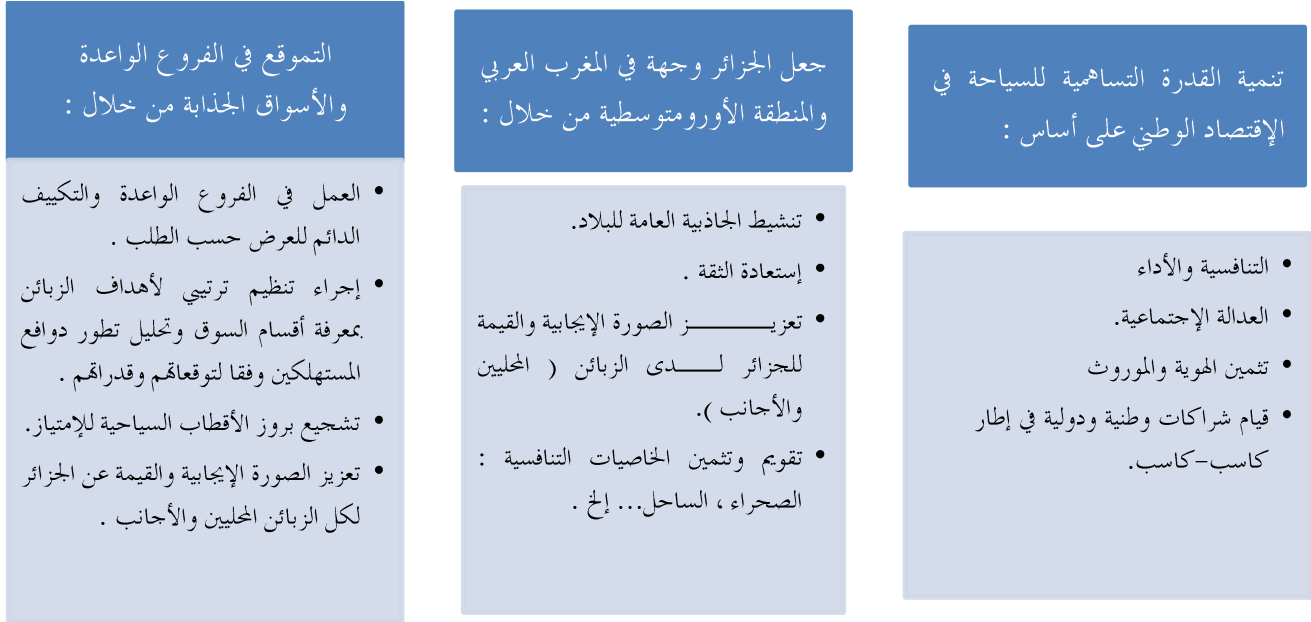 تنمية القدرة التساهمية للسياحة في
الإقتصاد الوطني على أساس :
• التنافسية والأداء
• العدالة الإجتماعية.
• تثمين الهوية والموروث
• قيام شراكات وطنية ودولية في إطار
كاسب-كاسب.
جعل الجزائر وجهة في المغرب العربي
والمنطقة الأورومتوسطية من خلال :
• تنشيط الجاذبية العامة للبلاد.
• إستعادة الثقة .
• تعزيـــــــــز الصورة الإيجابية والقيمة
للجزائر لـــــدى الزبائن ( المحليين
والأجانب ).
• تقويم وتثمين الخاصيات التنافسية :
الصحراء ، الساحل... إلخ .
التموقع في الفروع الواعدة
والأسواق الجذابة من خلال :
• العمل في الفروع الواعدة والتكييف
الدائم للعرض حسب الطلب .
• إجراء تنظيم ترتيبي لأهداف الزبائن
بمعرفة أقسام السوق وتحليل تطور دوافع
المستهلكين وفقا لتوقعاتهم وقدراتهم .
• تشجيع بروز الأقطاب السياحية للإمتياز.
• تعزيز الصورة الإيجابية والقيمة عن الجزائر
لكل الزبائن المحليين والأجانب .